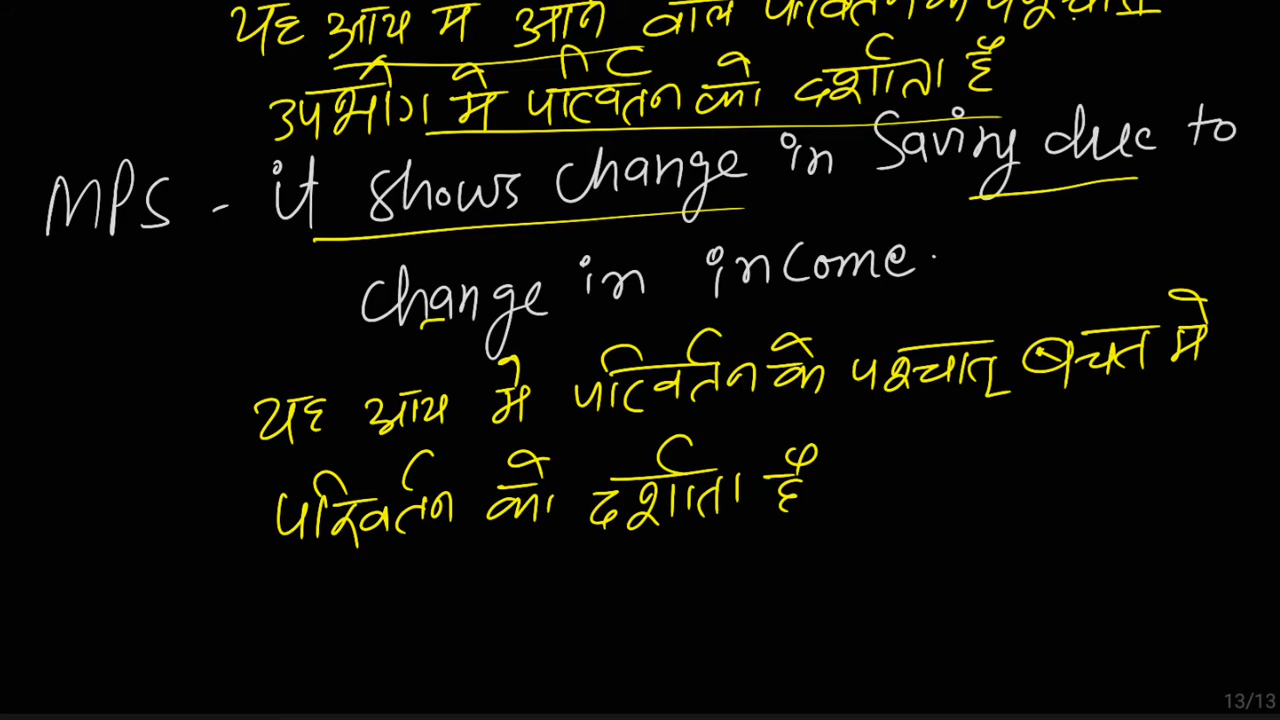 यह आय मे आने वाले परिवर्तन के पश्चात
उपभोग मे परिवर्तन को दर्शाता है
MPS - it shows change in Saving due to
change in income.
यह आय मे परिवर्तन के पश्चात् बचत मे
परिवर्तन को दर्शाता है
13/13